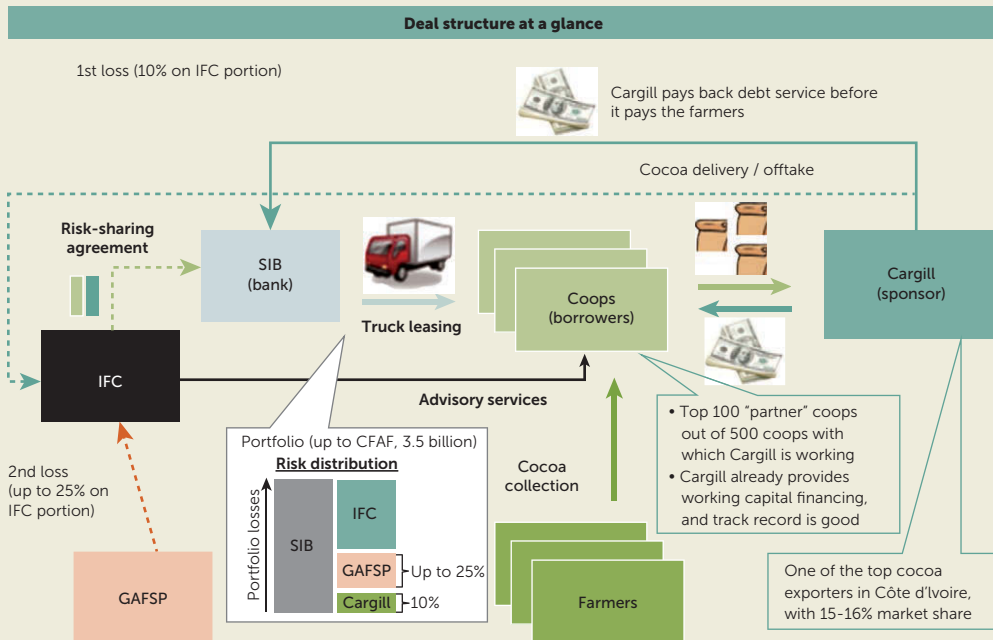 Deal structure at a glance
1st loss (10% on IFC portion)
Cargill pays back debt service before
it pays the farmers
Cocoa delivery / offtake
Risk-sharing
agreement
SIB
(bank)
Truck leasing
Coops
(borrowers)
Cargill
(sponsor)
IFC
Advisory services
2nd loss
(up to 25% on
IFC portion)
GAFSP
Portfolio (up to CFAF, 3.5 billion)
Risk distribution
Portfolio losses
SIB
IFC
GAFSP
Up to 25%
Cargill
10%
Cocoa
collection
Farmers
• Top 100 "partner" coops
out of 500 coops with
which Cargill is working
• Cargill already provides
working capital financing,
and track record is good
One of the top cocoa
exporters in Côte d'Ivoire,
with 15-16% market share